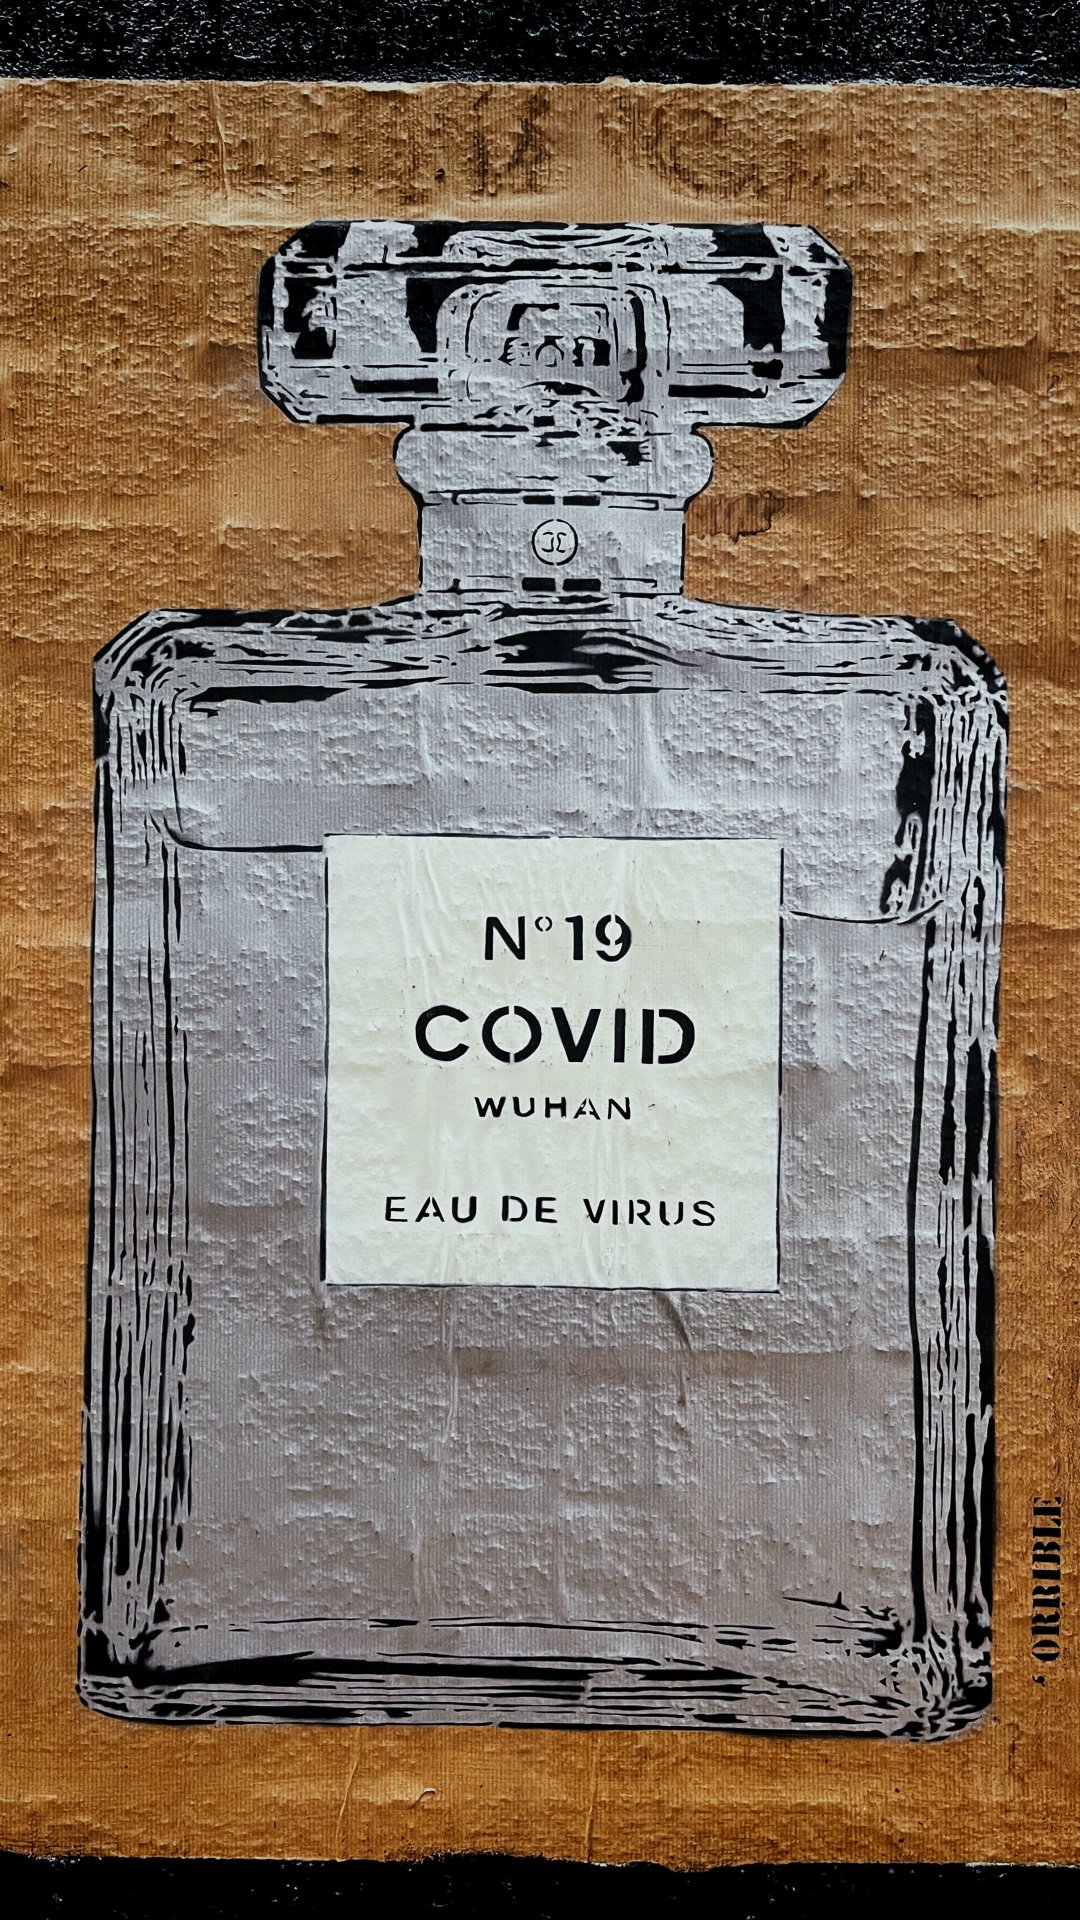 N°19
COVID
WUHAN
EAU DE VIRUS
'ORRIBLE